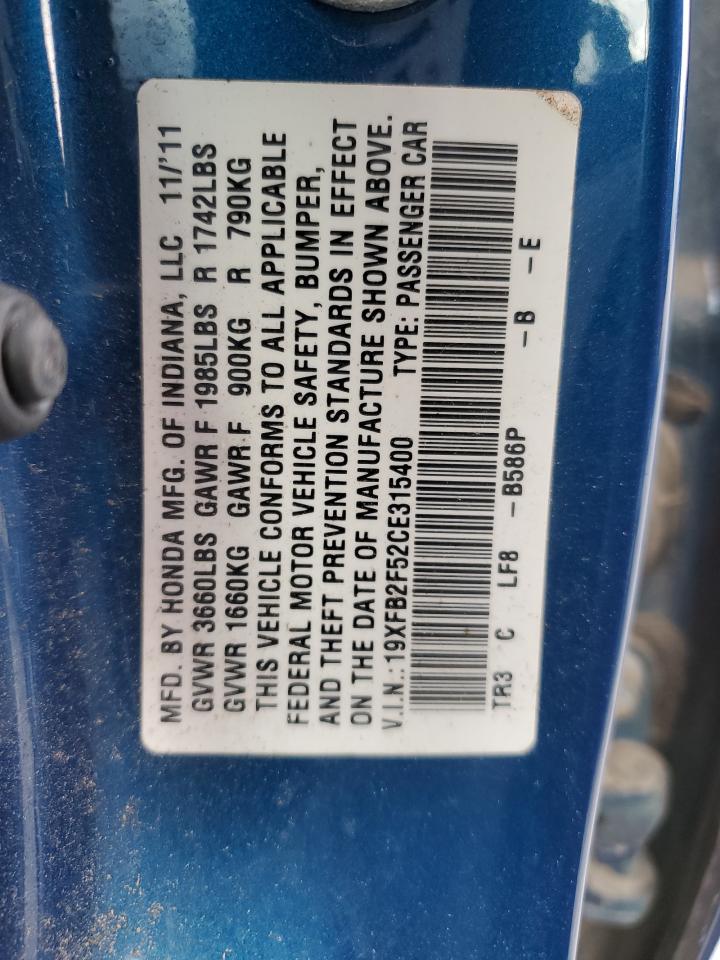 MFD. BY HONDA MFG. OF INDIANA, LLC 11/'11
GVWR 3660LBS GAWR F 1985LBS R 1742LBS
GVWR 1660KG GAWR F 900KG R 790KG
THIS VEHICLE CONFORMS TO ALL APPLICABLE
FEDERAL MOTOR VEHICLE SAFETY, BUMPER,
AND THEFT PREVENTION STANDARDS IN EFFECT
ON THE DATE OF MANUFACTURE SHOWN ABOVE.
V.I.N.:19XFB2F52CE315400 TYPE: PASSENGER CAR
TR3 C LF8 -B586P -B -E